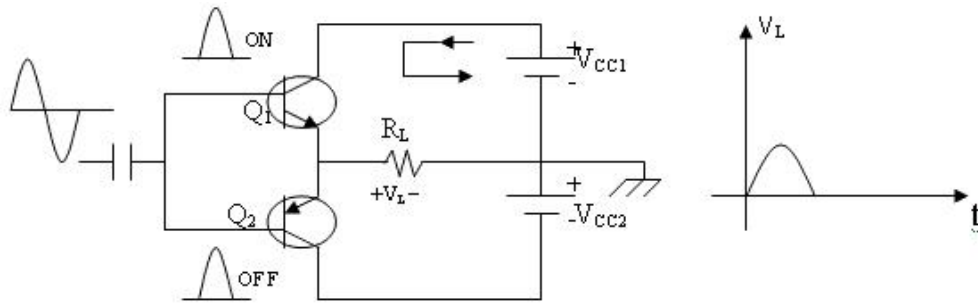 ON
Q1
+
VCC1
-
RL
+VL-
Q2
+
-VCC2
OFF
VL
t